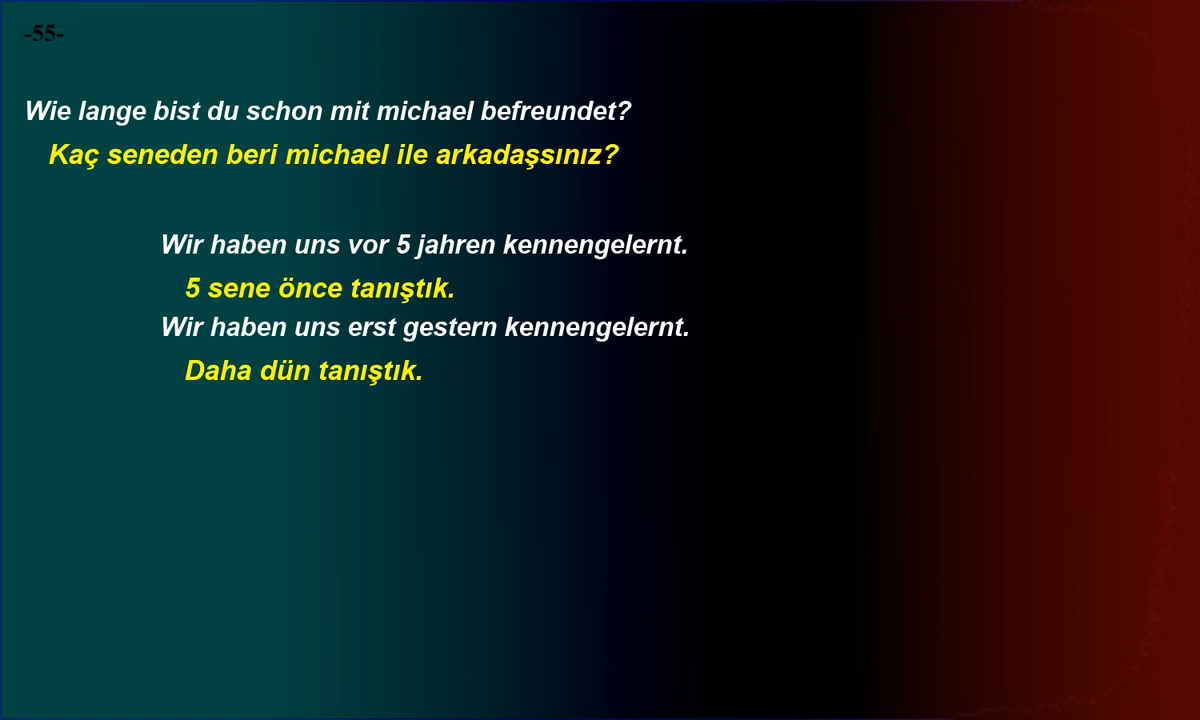 -55-
Wie lange bist du schon mit michael befreundet?
Kaç seneden beri michael ile arkadaşsınız?
Wir haben uns vor 5 jahren kennengelernt.
5 sene önce tanıştık.
Wir haben uns erst gestern kennengelernt.
Daha dün tanıştık.